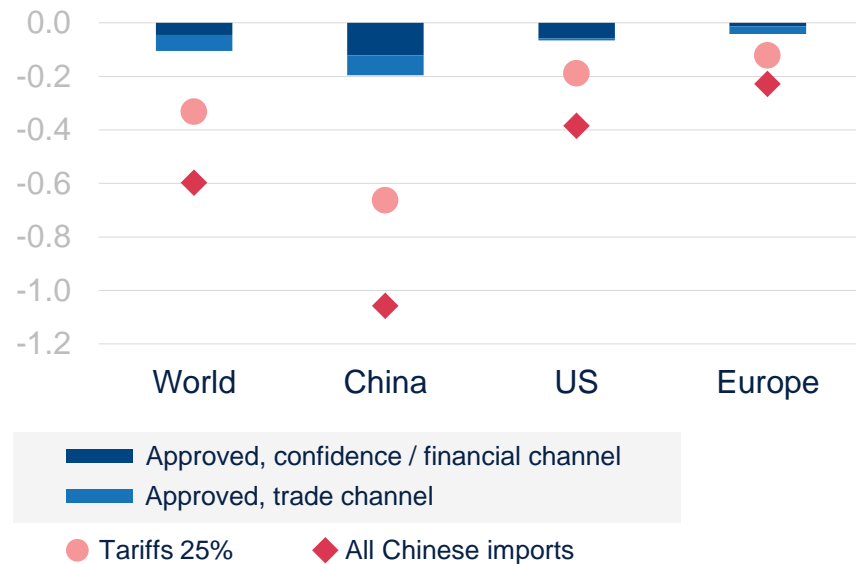 0.0
-0.2
-0.4
-0.6
-0.8
-1.0
-1.2
World China US Europe
Approved, confidence / financial channel
Approved, trade channel
Tariffs 25% All Chinese imports